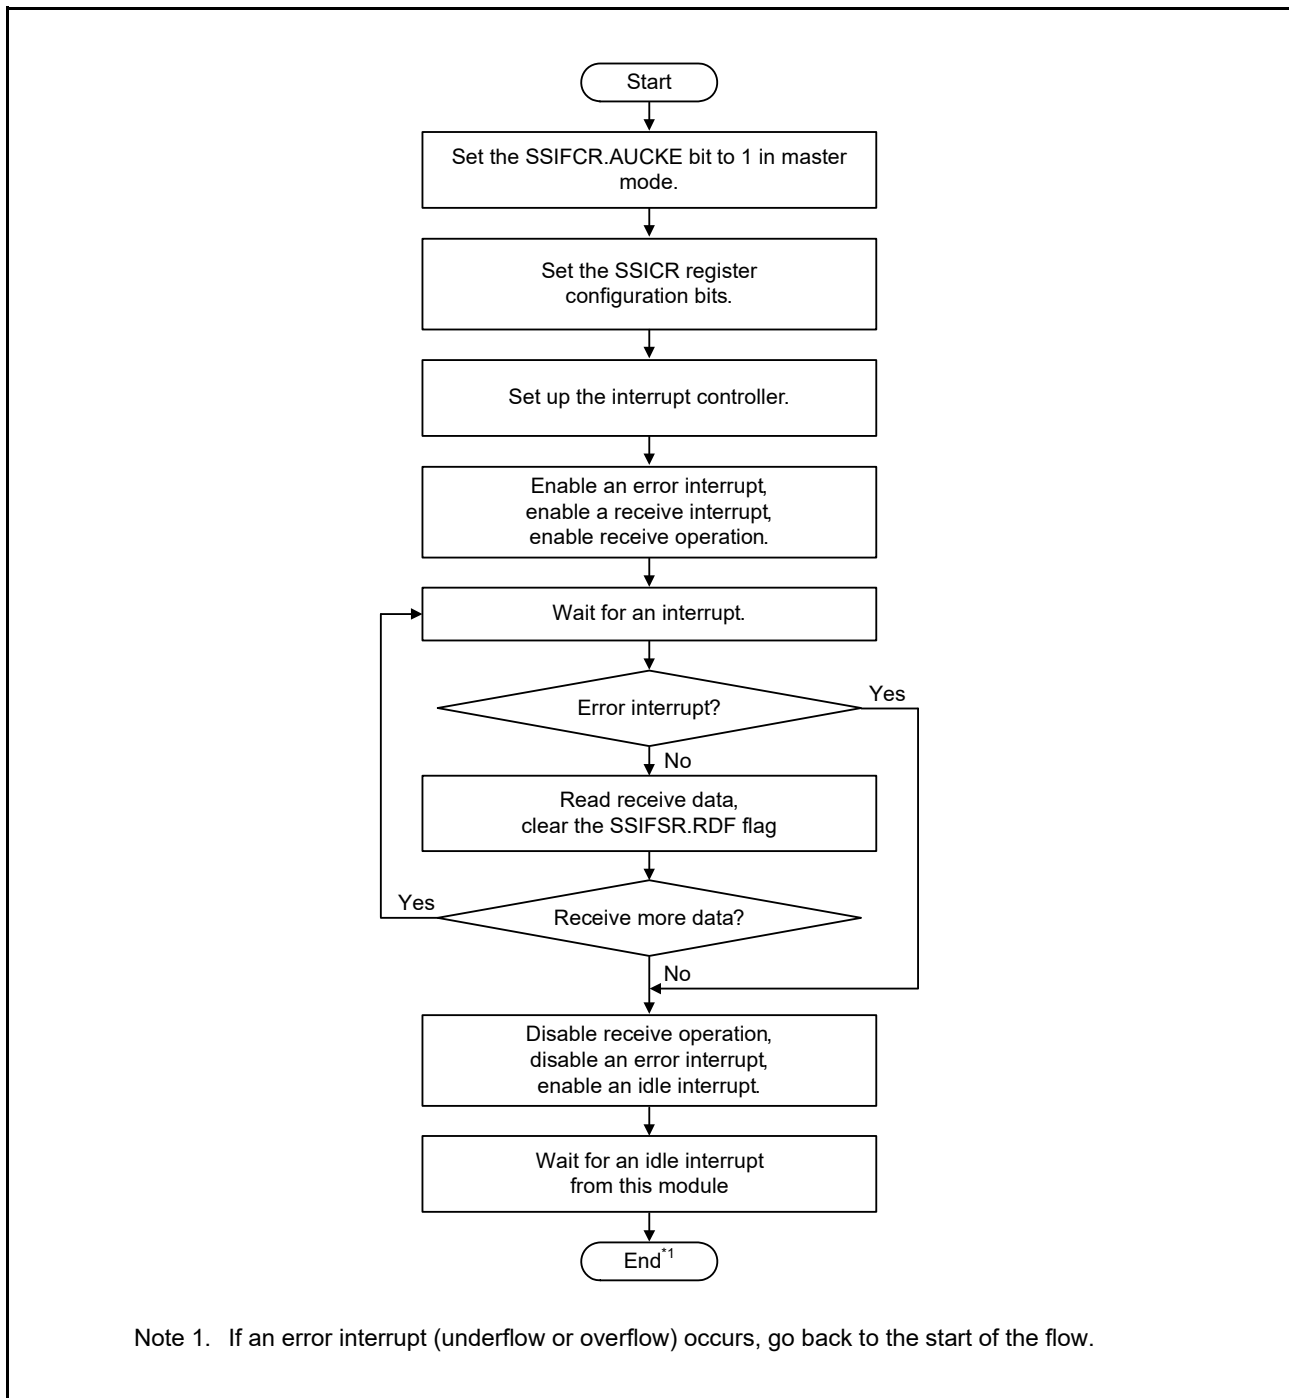 Start
Set the SSIFCR.AUCKE bit to 1 in master
mode.
Set the SSICR register
configuration bits.
Set up the interrupt controller.
Enable an error interrupt,
enable a receive interrupt,
enable receive operation.
Wait for an interrupt.
Error interrupt?
Yes
No
Read receive data,
clear the SSIFSR.RDF flag
Yes
Receive more data?
No
Disable receive operation,
disable an error interrupt,
enable an idle interrupt.
Wait for an idle interrupt
from this module
End*1
Note 1. If an error interrupt (underflow or overflow) occurs, go back to the start of the flow.